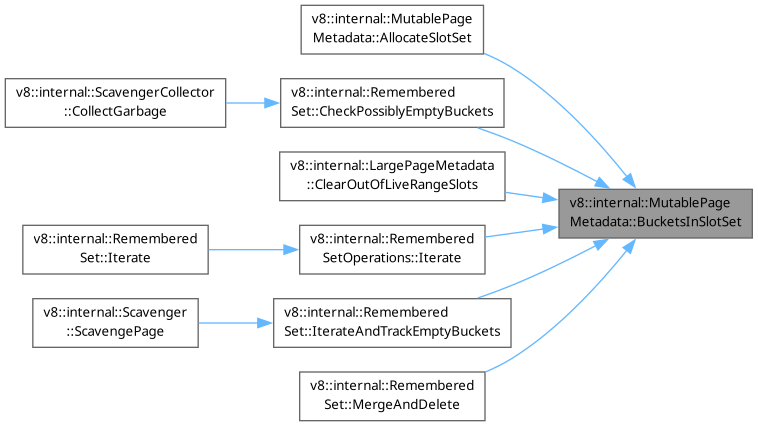 v8::internal::MutablePage
Metadata::AllocateSlotSet
v8::internal::ScavengerCollector
::CollectGarbage
v8::internal::Remembered
Set::CheckPossiblyEmptyBuckets
v8::internal::LargePageMetadata
::ClearOutOfLiveRangeSlots
v8::internal::MutablePage
Metadata::BucketsInSlotSet
v8::internal::Remembered
Set::Iterate
v8::internal::Remembered
SetOperations::Iterate
v8::internal::Scavenger
::ScavengePage
v8::internal::Remembered
Set::IterateAndTrackEmptyBuckets
v8::internal::Remembered
Set::MergeAndDelete